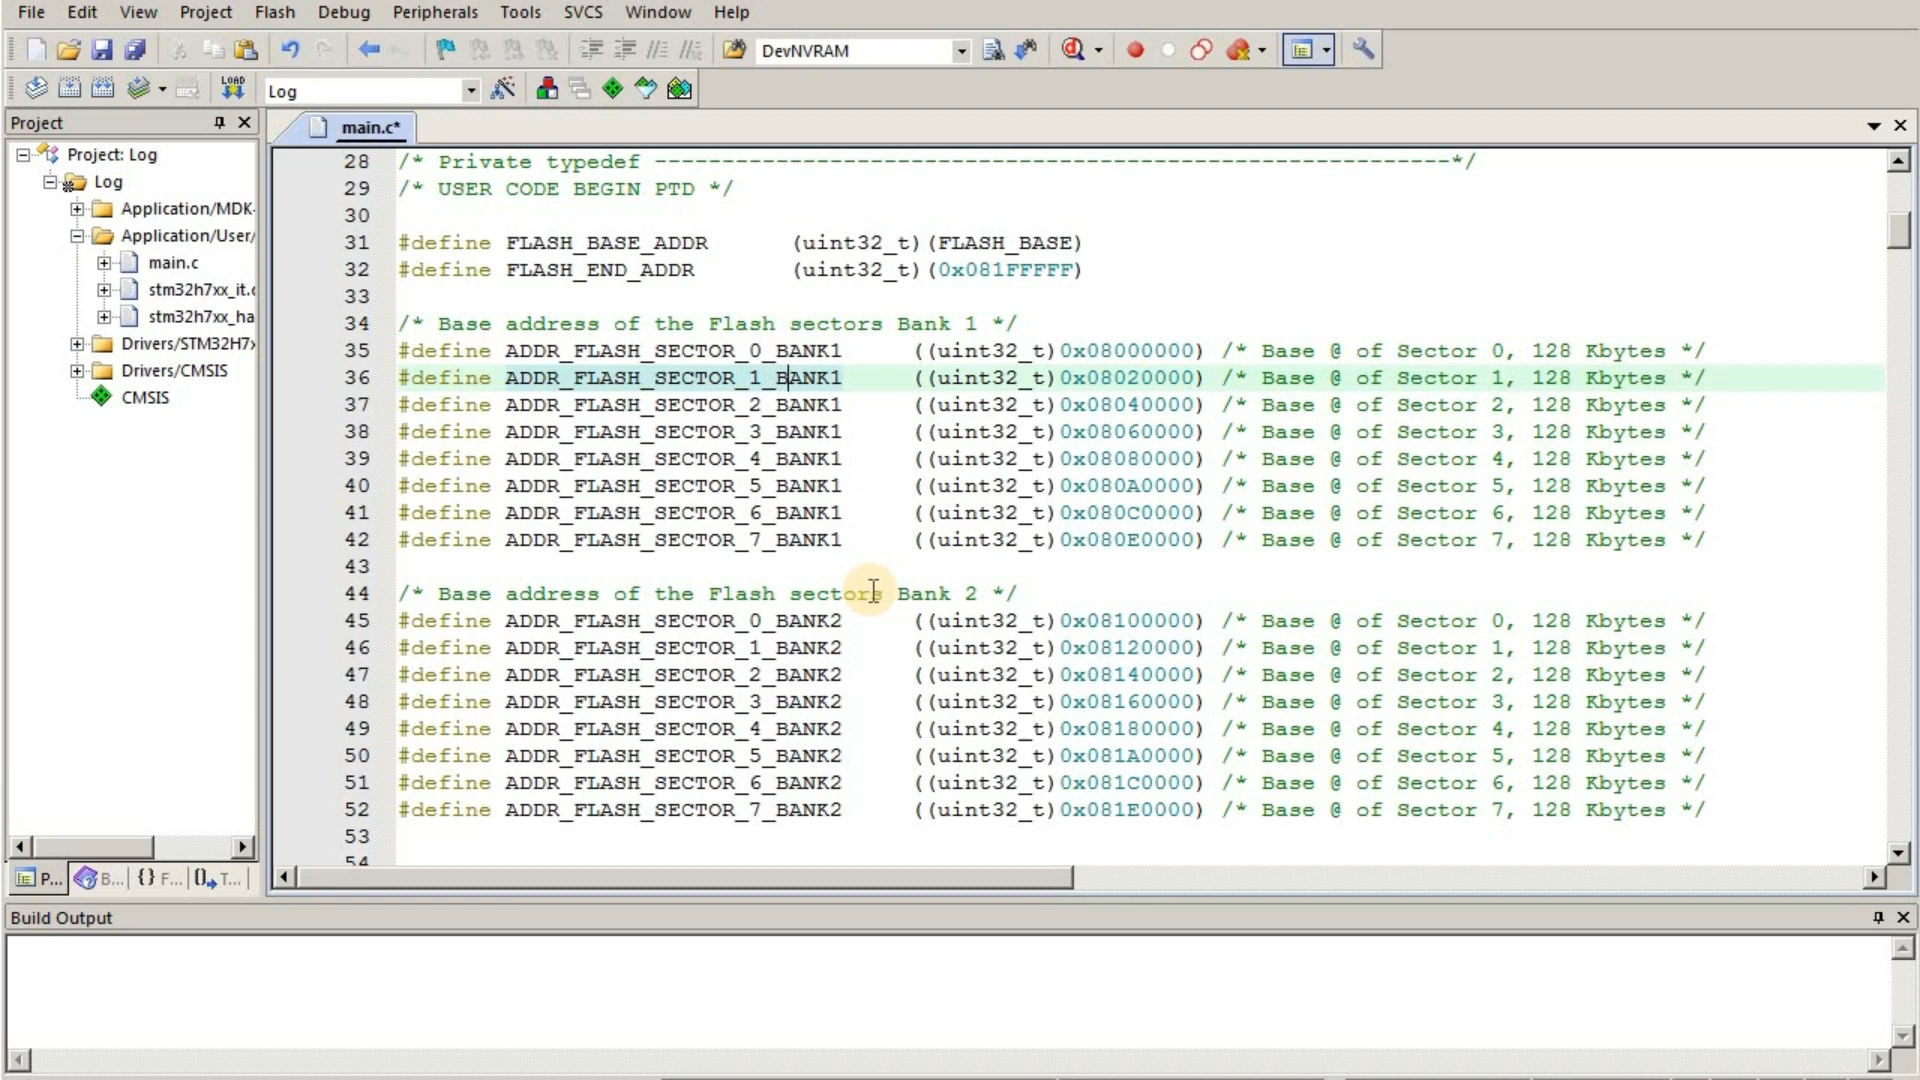 File Edit View Project Flash Debug Peripherals Tools SVCS Window Help
DevNVRAM
LOAD
Log
Project
Project: Log
Log
Application/MDK-
Application/User/
main.c
stm32h7xx_it.c
stm32h7xx_ha
Drivers/STM32H7x
Drivers/CMSIS
CMSIS
P... B... {} F... T...
main.c*
28 /* Private typedef -----------------------------------------------------------*/
29 /* USER CODE BEGIN PTD */
30
31 #define FLASH_BASE_ADDR (uint32_t)(FLASH_BASE)
32 #define FLASH_END_ADDR (uint32_t)(0x081FFFFF)
33
34 /* Base address of the Flash sectors Bank 1 */
35 #define ADDR_FLASH_SECTOR_0_BANK1 ((uint32_t)0x08000000) /* Base @ of Sector 0, 128 Kbytes */
36 #define ADDR_FLASH_SECTOR_1_BANK1 ((uint32_t)0x08020000) /* Base @ of Sector 1, 128 Kbytes */
37 #define ADDR_FLASH_SECTOR_2_BANK1 ((uint32_t)0x08040000) /* Base @ of Sector 2, 128 Kbytes */
38 #define ADDR_FLASH_SECTOR_3_BANK1 ((uint32_t)0x08060000) /* Base @ of Sector 3, 128 Kbytes */
39 #define ADDR_FLASH_SECTOR_4_BANK1 ((uint32_t)0x08080000) /* Base @ of Sector 4, 128 Kbytes */
40 #define ADDR_FLASH_SECTOR_5_BANK1 ((uint32_t)0x080A0000) /* Base @ of Sector 5, 128 Kbytes */
41 #define ADDR_FLASH_SECTOR_6_BANK1 ((uint32_t)0x080C0000) /* Base @ of Sector 6, 128 Kbytes */
42 #define ADDR_FLASH_SECTOR_7_BANK1 ((uint32_t)0x080E0000) /* Base @ of Sector 7, 128 Kbytes */
43
44 /* Base address of the Flash sectors Bank 2 */
45 #define ADDR_FLASH_SECTOR_0_BANK2 ((uint32_t)0x08100000) /* Base @ of Sector 0, 128 Kbytes */
46 #define ADDR_FLASH_SECTOR_1_BANK2 ((uint32_t)0x08120000) /* Base @ of Sector 1, 128 Kbytes */
47 #define ADDR_FLASH_SECTOR_2_BANK2 ((uint32_t)0x08140000) /* Base @ of Sector 2, 128 Kbytes */
48 #define ADDR_FLASH_SECTOR_3_BANK2 ((uint32_t)0x08160000) /* Base @ of Sector 3, 128 Kbytes */
49 #define ADDR_FLASH_SECTOR_4_BANK2 ((uint32_t)0x08180000) /* Base @ of Sector 4, 128 Kbytes */
50 #define ADDR_FLASH_SECTOR_5_BANK2 ((uint32_t)0x081A0000) /* Base @ of Sector 5, 128 Kbytes */
51 #define ADDR_FLASH_SECTOR_6_BANK2 ((uint32_t)0x081C0000) /* Base @ of Sector 6, 128 Kbytes */
52 #define ADDR_FLASH_SECTOR_7_BANK2 ((uint32_t)0x081E0000) /* Base @ of Sector 7, 128 Kbytes */
53
54
Build Output